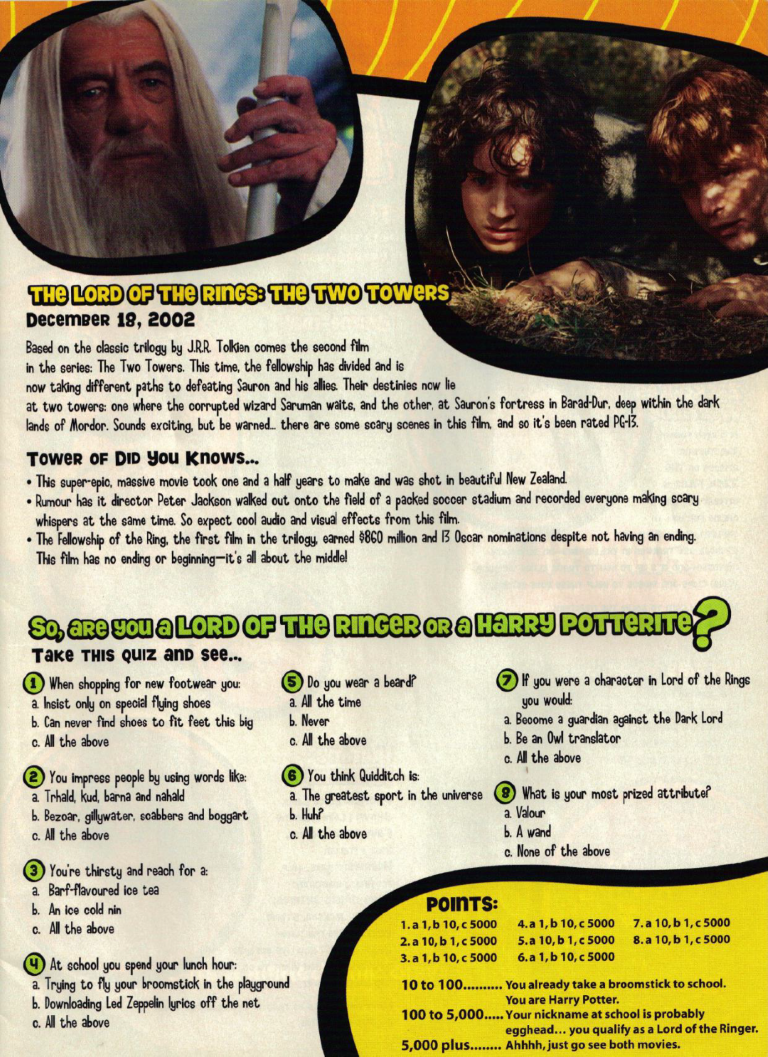 THE LORD OF THE RINGS: THE TWO TOWERS
December 18, 2002
Based on the classic trilogy by J.R.R. Tolkien comes the second film
in the series: The Two Towers. This time, the fellowship has divided and is
now taking different paths to defeating Sauron and his allies. Their destinies now lie
at two towers: one where the corrupted wizard Saruman waits, and the other, at Sauron's fortress in Barad-Dur, deep within the dark
lands of Mordor. Sounds exciting, but be warned... there are some scary scenes in this film, and so it's been rated PG-13.
Tower of Did You Knows...
• This super-epic, massive movie took one and a half years to make and was shot in beautiful New Zealand.
• Rumour has it director Peter Jackson walked out onto the field of a packed soccer stadium and recorded everyone making scary
whispers at the same time. So expect cool audio and visual effects from this film.
• The Fellowship of the Ring, the first film in the trilogy, earned $860 million and 13 Oscar nominations despite not having an ending.
This film has no ending or beginning—it's all about the middle!
So, are you a LORD OF THE RINGER or a HARRY POTTERITE?
Take this quiz and see...
1 When shopping for new footwear you:
a. Insist only on special flying shoes
b. Can never find shoes to fit feet this big
c. All the above
2 You impress people by using words like:
a. Trhald, kud, barna and nahald
b. Bezoar, gillywater, scabbers and boggart
c. All the above
3 You're thirsty and reach for a:
a. Barf-flavoured ice tea
b. An ice cold nin
c. All the above
4 At school you spend your lunch hour:
a. Trying to fly your broomstick in the playground
b. Downloading Led Zeppelin lyrics off the net
c. All the above
5 Do you wear a beard?
a. All the time
b. Never
c. All the above
6 You think Quidditch is:
a. The greatest sport in the universe
b. Huh?
c. All the above
7 If you were a character in Lord of the Rings
you would:
a. Become a guardian against the Dark Lord
b. Be an Owl translator
c. All the above
8 What is your most prized attribute?
a. Valour
b. A wand
c. None of the above
POINTS:
1. a 1, b 10, c 5000
2. a 10, b 1, c 5000
3. a 1, b 10, c 5000
4. a 1, b 10, c 5000
5. a 10, b 1, c 5000
6. a 1, b 10, c 5000
7. a 10, b 1, c 5000
8. a 10, b 1, c 5000
10 to 100.......... You already take a broomstick to school.
You are Harry Potter.
100 to 5,000..... Your nickname at school is probably
egghead... you qualify as a Lord of the Ringer.
5,000 plus........ Ahhhh, just go see both movies.